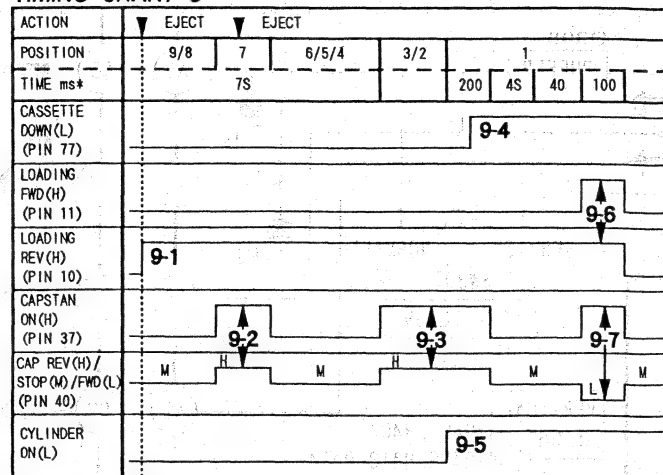 ACTION EJECT EJECT
POSITION 9/8 7 6/5/4 3/2 1
TIME ms* 7S 200 4S 40 100
CASSETTE
DOWN(L)
(PIN 77)
9-4
LOADING
FWD(H)
(PIN 11)
9-6
LOADING
REV(H)
(PIN 10)
9-1
CAPSTAN
ON(H)
(PIN 37)
9-2 9-3 9-7
CAP REV(H)/
STOP(M)/FWD(L)
(PIN 40)
M H M H M L M
CYLINDER
ON(L)
9-5